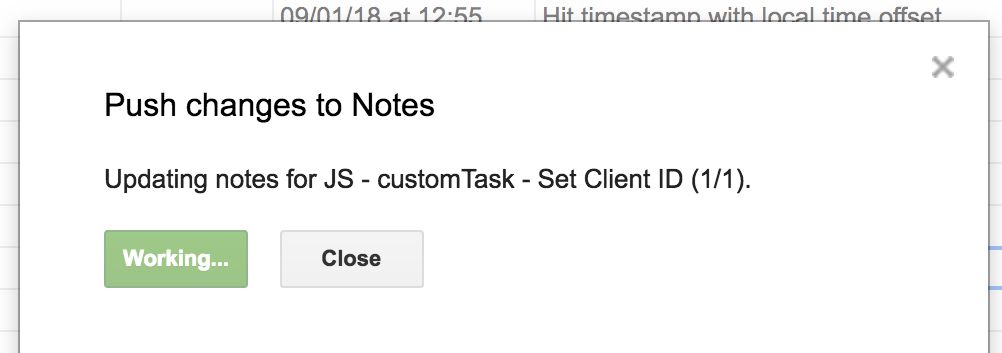 09/01/18 at 12:55 Hit timestamp with local time offset
Push changes to Notes
Updating notes for JS - customTask - Set Client ID (1/1).
Working... Close